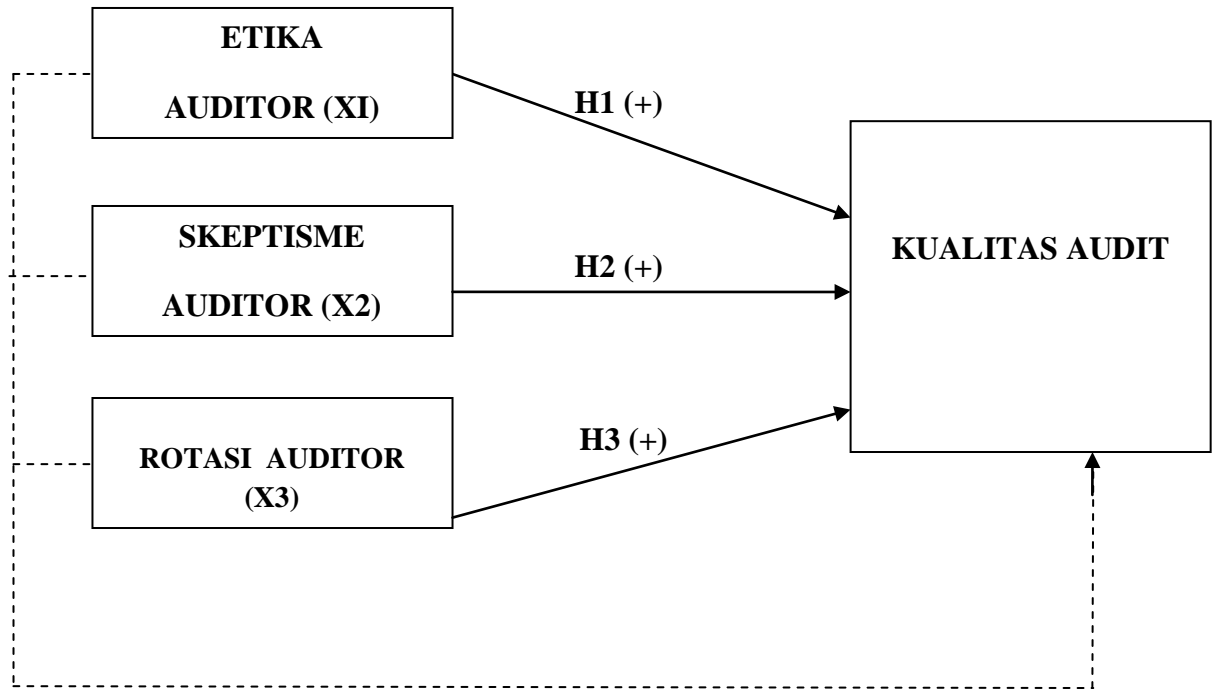 ETIKA
AUDITOR (XI)
H1 (+)
SKEPTISME
AUDITOR (X2)
H2 (+)
KUALITAS AUDIT
ROTASI AUDITOR
(X3)
H3 (+)